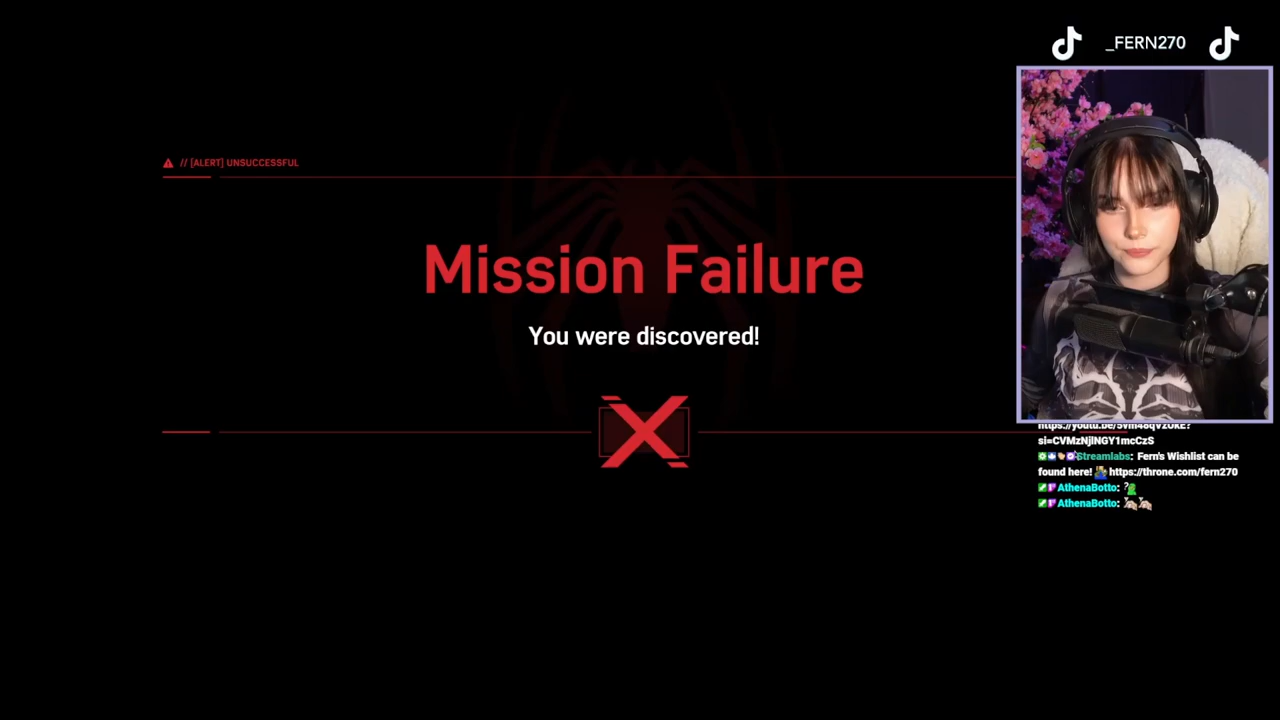 _FERN270
// [ALERT] UNSUCCESSFUL
Mission Failure
You were discovered!
si=CVMzNjlNGY1mcCzS
Streamlabs: Fern's Wishlist can be
found here! https://throne.com/fern270
AthenaBotto: ?
AthenaBotto: